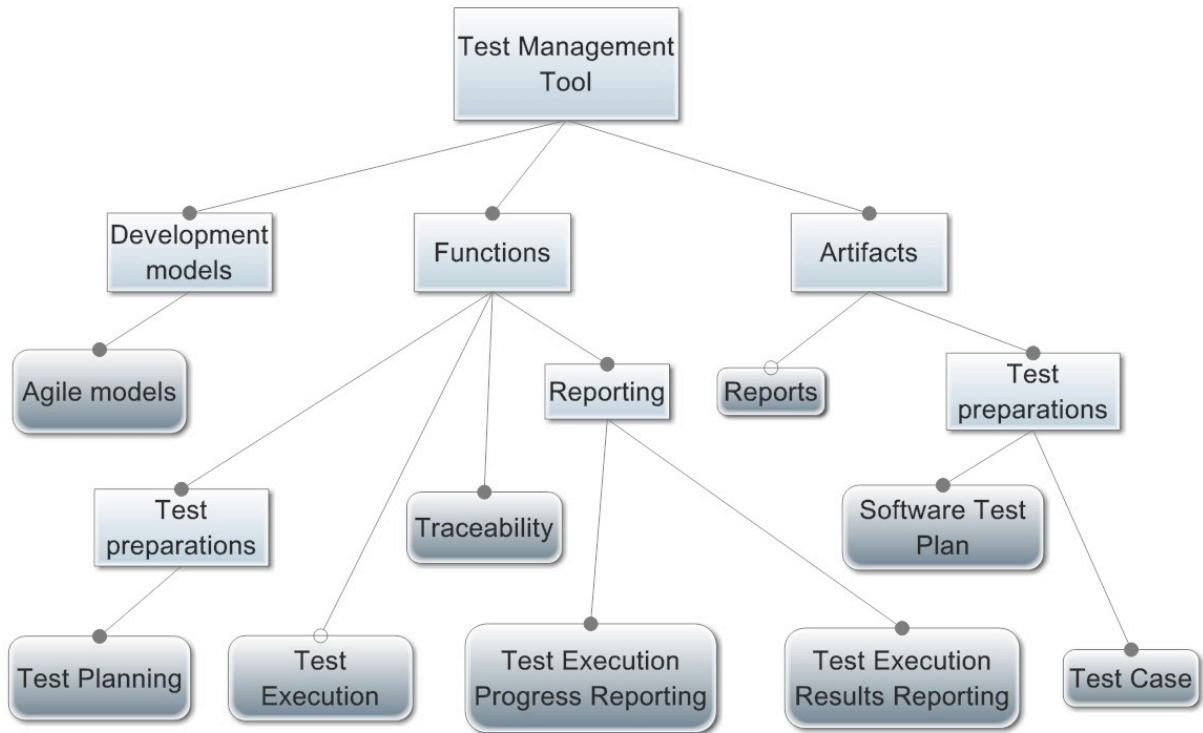 Test Management
Tool
Development
models
Functions
Artifacts
Agile models
Reporting
Reports
Test
preparations
Test
preparations
Traceability
Software Test
Plan
Test Planning
Test
Execution
Test Execution
Progress Reporting
Test Execution
Results Reporting
Test Case